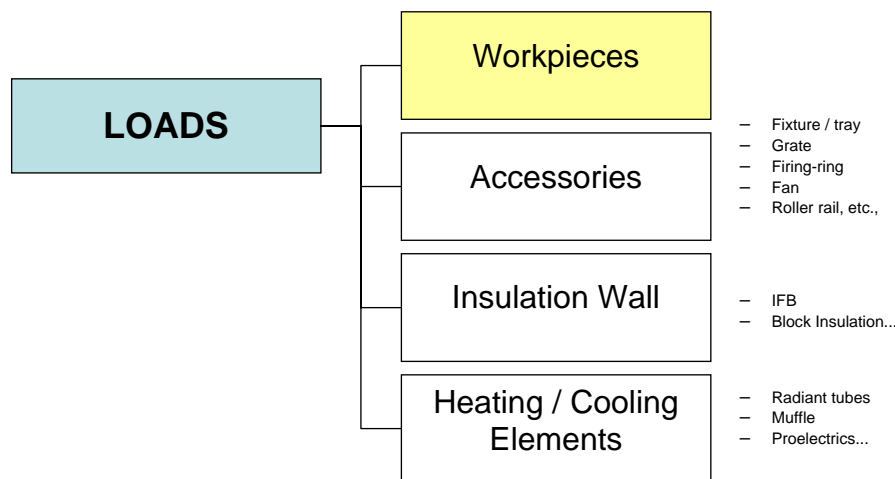 LOADS
Workpieces
Accessories
– Fixture / tray
– Grate
– Firing-ring
– Fan
– Roller rail, etc.,
Insulation Wall
– IFB
– Block Insulation...
Heating / Cooling
Elements
– Radiant tubes
– Muffle
– Proelectrics...